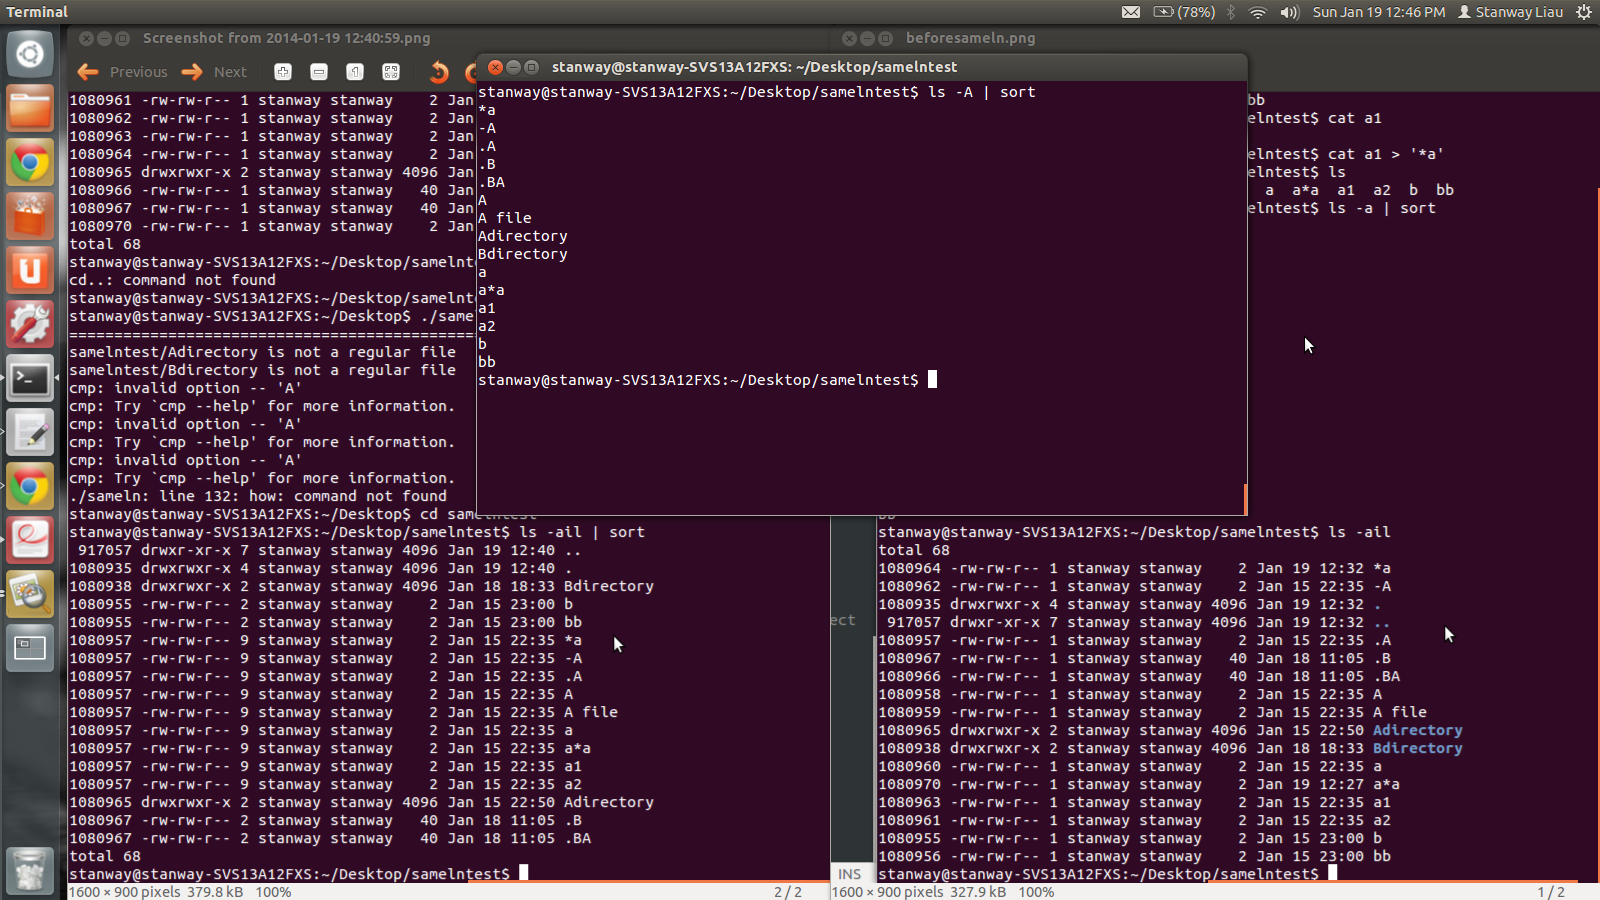 Terminal
(78%)
Sun Jan 19 12:46 PM
Stanway Liau
Screenshot from 2014-01-19 12:40:59.png
Previous
Next
1080961 -rw-rw-r-- 1 stanway stanway    2 Jan
1080962 -rw-rw-r-- 1 stanway stanway    2 Jan
1080963 -rw-rw-r-- 1 stanway stanway    2 Jan
1080964 -rw-rw-r-- 1 stanway stanway    2 Jan
1080965 drwxrwxr-x 2 stanway stanway 4096 Jan
1080966 -rw-rw-r-- 1 stanway stanway   40 Jan
1080967 -rw-rw-r-- 1 stanway stanway   40 Jan
1080970 -rw-rw-r-- 1 stanway stanway    2 Jan
total 68
stanway@stanway-SVS13A12FXS:~/Desktop/samelnte
cd..: command not found
stanway@stanway-SVS13A12FXS:~/Desktop/samelnte
stanway@stanway-SVS13A12FXS:~/Desktop$ ./same
=============================================
samelntest/Adirectory is not a regular file
samelntest/Bdirectory is not a regular file
cmp: invalid option -- 'A'
cmp: Try `cmp --help' for more information.
cmp: invalid option -- 'A'
cmp: Try `cmp --help' for more information.
cmp: invalid option -- 'A'
cmp: Try `cmp --help' for more information.
./sameln: line 132: how: command not found
stanway@stanway-SVS13A12FXS:~/Desktop$ cd samelntest
stanway@stanway-SVS13A12FXS:~/Desktop/samelntest$ ls -ail | sort
 917057 drwxr-xr-x 7 stanway stanway 4096 Jan 19 12:40 ..
1080935 drwxrwxr-x 4 stanway stanway 4096 Jan 19 12:40 .
1080938 drwxrwxr-x 2 stanway stanway 4096 Jan 18 18:33 Bdirectory
1080955 -rw-rw-r-- 2 stanway stanway    2 Jan 15 23:00 b
1080955 -rw-rw-r-- 2 stanway stanway    2 Jan 15 23:00 bb
1080957 -rw-rw-r-- 9 stanway stanway    2 Jan 15 22:35 *a
1080957 -rw-rw-r-- 9 stanway stanway    2 Jan 15 22:35 -A
1080957 -rw-rw-r-- 9 stanway stanway    2 Jan 15 22:35 .A
1080957 -rw-rw-r-- 9 stanway stanway    2 Jan 15 22:35 A
1080957 -rw-rw-r-- 9 stanway stanway    2 Jan 15 22:35 A file
1080957 -rw-rw-r-- 9 stanway stanway    2 Jan 15 22:35 a
1080957 -rw-rw-r-- 9 stanway stanway    2 Jan 15 22:35 a*a
1080957 -rw-rw-r-- 9 stanway stanway    2 Jan 15 22:35 a1
1080957 -rw-rw-r-- 9 stanway stanway    2 Jan 15 22:35 a2
1080965 drwxrwxr-x 2 stanway stanway 4096 Jan 15 22:50 Adirectory
1080967 -rw-rw-r-- 2 stanway stanway   40 Jan 18 11:05 .B
1080967 -rw-rw-r-- 2 stanway stanway   40 Jan 18 11:05 .BA
total 68
stanway@stanway-SVS13A12FXS:~/Desktop/samelntest$
1600 × 900 pixels 379.8 kB 100%
2 / 2
stanway@stanway-SVS13A12FXS: ~/Desktop/samelntest
stanway@stanway-SVS13A12FXS:~/Desktop/samelntest$ ls -A | sort
*a
-A
.A
.B
.BA
A
A file
Adirectory
Bdirectory
a
a*a
a1
a2
b
bb
stanway@stanway-SVS13A12FXS:~/Desktop/samelntest$
beforesameln.png
bb
elntest$ cat a1
elntest$ cat a1 > '*a'
elntest$ ls
a  a*a  a1  a2  b  bb
elntest$ ls -a | sort
ect
INS
stanway@stanway-SVS13A12FXS:~/Desktop/samelntest$ ls -ail
total 68
1080964 -rw-rw-r-- 1 stanway stanway    2 Jan 19 12:32 *a
1080962 -rw-rw-r-- 1 stanway stanway    2 Jan 15 22:35 -A
1080935 drwxrwxr-x 4 stanway stanway 4096 Jan 19 12:32 .
 917057 drwxr-xr-x 7 stanway stanway 4096 Jan 19 12:32 ..
1080957 -rw-rw-r-- 1 stanway stanway    2 Jan 15 22:35 .A
1080967 -rw-rw-r-- 1 stanway stanway   40 Jan 18 11:05 .B
1080966 -rw-rw-r-- 1 stanway stanway   40 Jan 18 11:05 .BA
1080958 -rw-rw-r-- 1 stanway stanway    2 Jan 15 22:35 A
1080959 -rw-rw-r-- 1 stanway stanway    2 Jan 15 22:35 A file
1080965 drwxrwxr-x 2 stanway stanway 4096 Jan 15 22:50 Adirectory
1080938 drwxrwxr-x 2 stanway stanway 4096 Jan 18 18:33 Bdirectory
1080960 -rw-rw-r-- 1 stanway stanway    2 Jan 15 22:35 a
1080970 -rw-rw-r-- 1 stanway stanway    2 Jan 19 12:27 a*a
1080963 -rw-rw-r-- 1 stanway stanway    2 Jan 15 22:35 a1
1080961 -rw-rw-r-- 1 stanway stanway    2 Jan 15 22:35 a2
1080955 -rw-rw-r-- 1 stanway stanway    2 Jan 15 23:00 b
1080956 -rw-rw-r-- 1 stanway stanway    2 Jan 15 23:00 bb
stanway@stanway-SVS13A12FXS:~/Desktop/samelntest$
1600 × 900 pixels 327.9 kB 100%
1 / 2